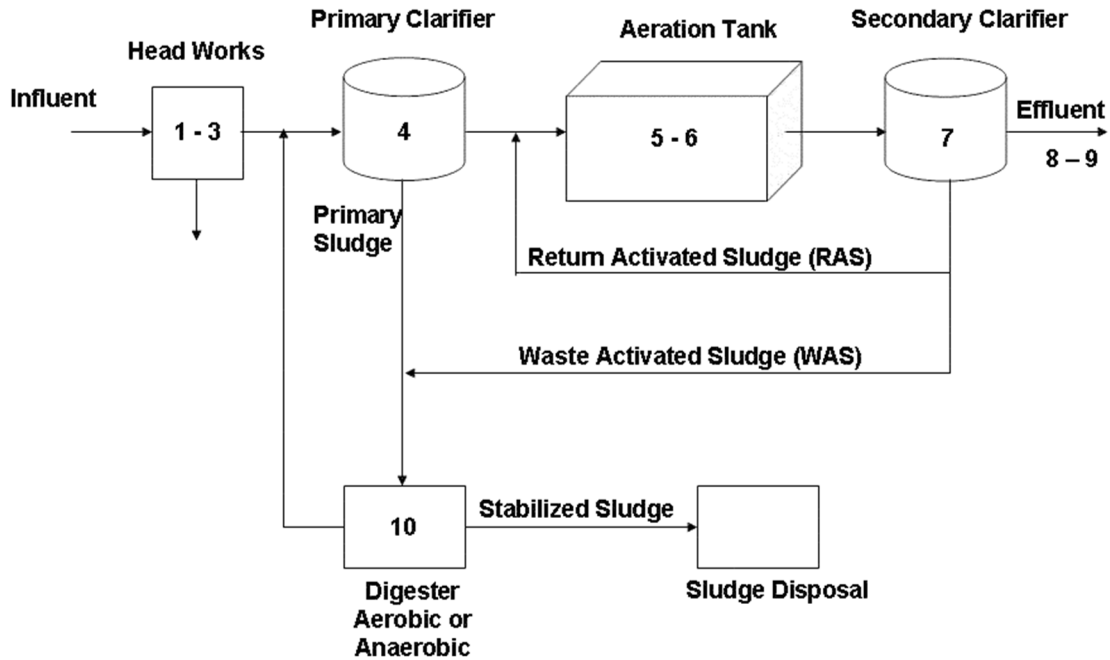 Primary Clarifier
Aeration Tank
Secondary Clarifier
Head Works
Influent
1 - 3
4
5 - 6
7
Effluent
8 – 9
Primary
Sludge
Return Activated Sludge (RAS)
Waste Activated Sludge (WAS)
10
Stabilized Sludge
Digester
Aerobic or
Anaerobic
Sludge Disposal